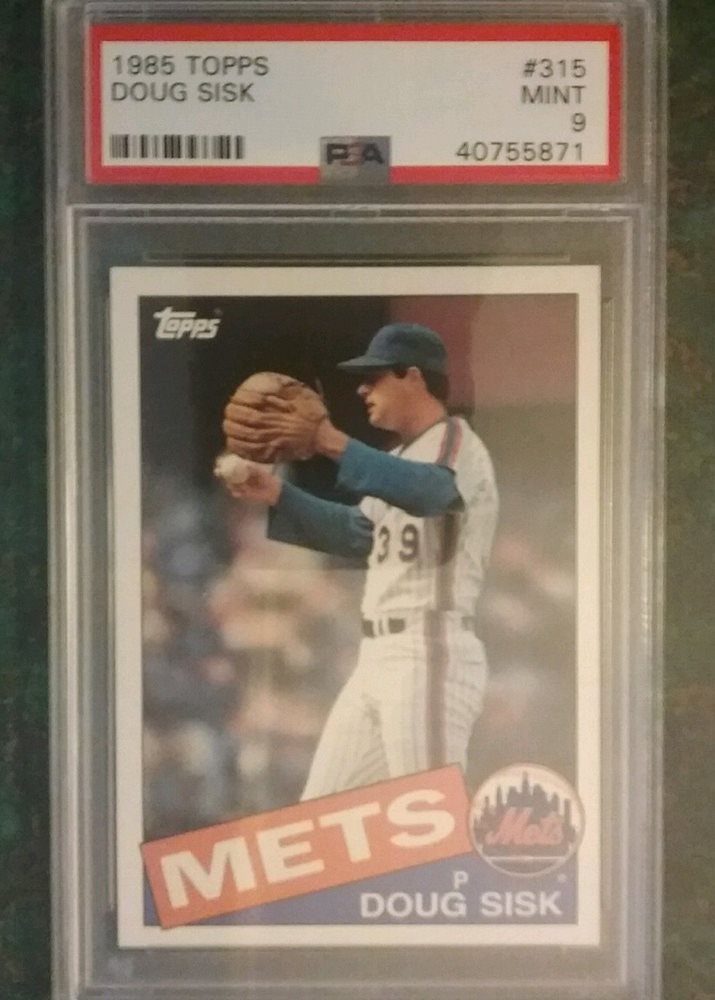 1985 TOPPS #315
DOUG SISK MINT
9
PSA 40755871
Topps
39
METS
Mets
P
DOUG SISK